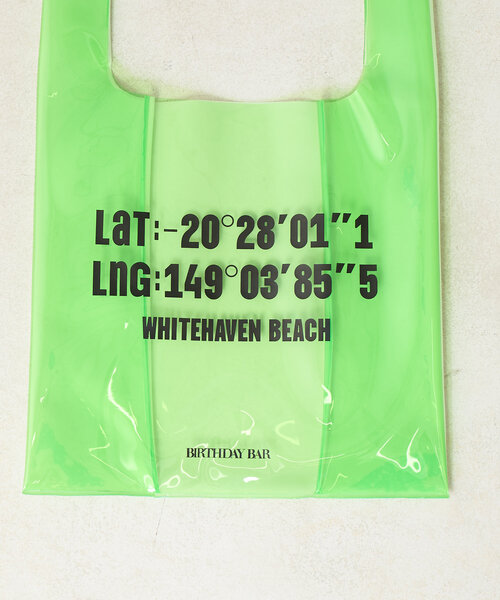 Lat:-20°28'01"1
Lng:149°03'85"5
WHITEHAVEN BEACH
BIRTHDAY BAR